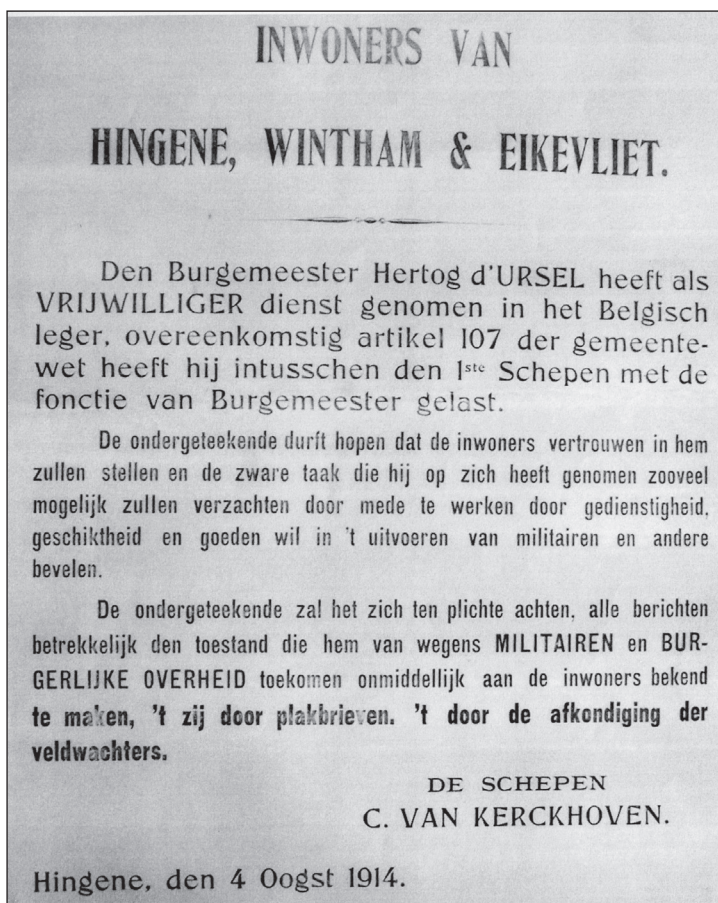 INWONERS VAN
HINGENE, WINTHAM & EIKEVLIET.
Den Burgemeester Hertog d'URSEL heeft als
VRIJWILLIGER dienst genomen in het Belgisch
leger, overeenkomstig artikel 107 der gemeente-
wet heeft hij intusschen den 1ste Schepen met de
fonctie van Burgemeester gelast.
De ondergeteekende durft hopen dat de inwoners vertrouwen in hem
zullen stellen en de zware taak die hij op zich heeft genomen zooveel
mogelijk zullen verzachten door mede te werken door gedienstigheid,
geschiktheid en goeden wil in 't uitvoeren van militairen en andere
bevelen.
De ondergeteekende zal het zich ten plichte achten, alle berichten
betrekkelijk den toestand die hem van wegens MILITAIREN en BUR-
GERLIJKE OVERHEID toekomen onmiddellijk aan de inwoners bekend
te maken, 't zij door plakbrieven. 't door de afkondiging der
veldwachters.
DE SCHEPEN
C. VAN KERCKHOVEN.
Hingene, den 4 Oogst 1914.